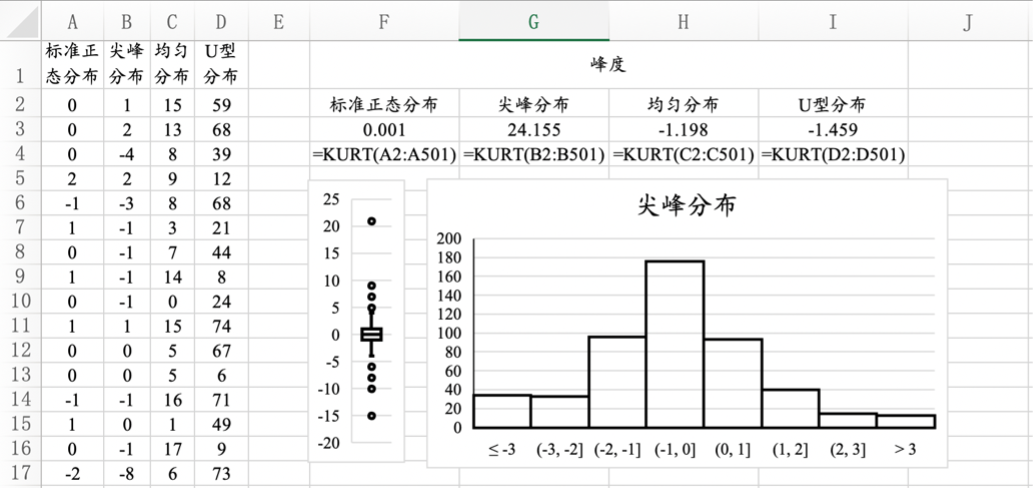 A B C D E F G H I J
1 标准正 尖峰 均匀 U型 峰度
态分布 分布 分布 分布
2 0 1 15 59 标准正态分布 尖峰分布 均匀分布 U型分布
3 0 2 13 68 0.001 24.155 -1.198 -1.459
4 0 -4 8 39 =KURT(A2:A501) =KURT(B2:B501) =KURT(C2:C501) =KURT(D2:D501)
5 2 2 9 12
6 -1 -3 8 68
7 1 -1 3 21
8 0 -1 7 44
9 1 -1 14 8
10 0 -1 0 24
11 1 1 15 74
12 0 0 5 67
13 0 0 5 6
14 -1 -1 16 71
15 1 0 1 49
16 0 -1 17 9
17 -2 -8 6 73
25
20
15
10
5
0
-5
-10
-15
-20
尖峰分布
200
180
160
140
120
100
80
60
40
20
0
≤ -3 (-3, -2] (-2, -1] (-1, 0] (0, 1] (1, 2] (2, 3] > 3